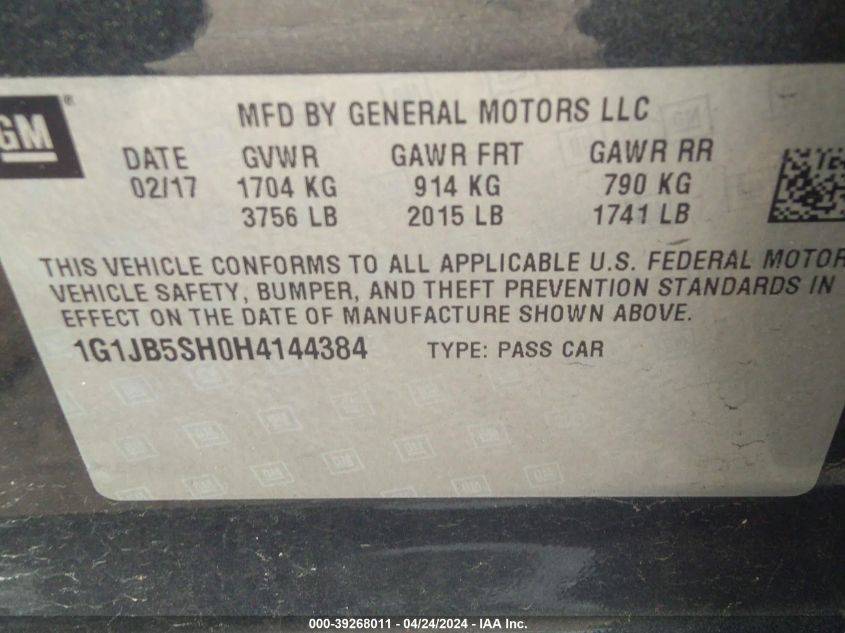 GM ®
MFD BY GENERAL MOTORS LLC
DATE GVWR GAWR FRT GAWR RR
02/17 1704 KG 914 KG 790 KG
3756 LB 2015 LB 1741 LB
THIS VEHICLE CONFORMS TO ALL APPLICABLE U.S. FEDERAL MOTOR
VEHICLE SAFETY, BUMPER, AND THEFT PREVENTION STANDARDS IN
EFFECT ON THE DATE OF MANUFACTURE SHOWN ABOVE.
1G1JB5SH0H4144384 TYPE: PASS CAR
000-39268011 - 04/24/2024 - IAA Inc.